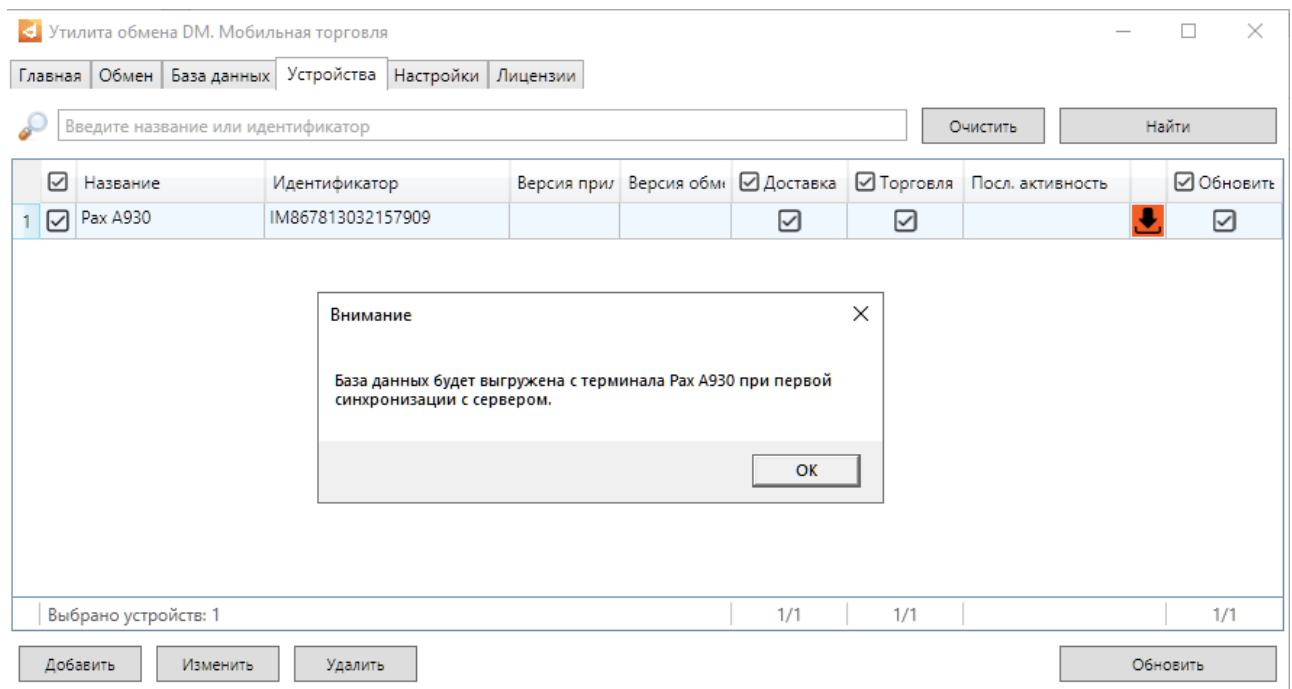 Утилита обмена DM. Мобильная торговля
Главная Обмен База данных Устройства Настройки Лицензии
Введите название или идентификатор Очистить Найти
Название Идентификатор Версия при Версия обм Доставка Торговля Посл. активность Обновить
1 Pax A930 IM867813032157909
Внимание
База данных будет выгружена с терминала Pax A930 при первой
синхронизации с сервером.
ОК
Выбрано устройств: 1 1/1 1/1 1/1
Добавить Изменить Удалить Обновить